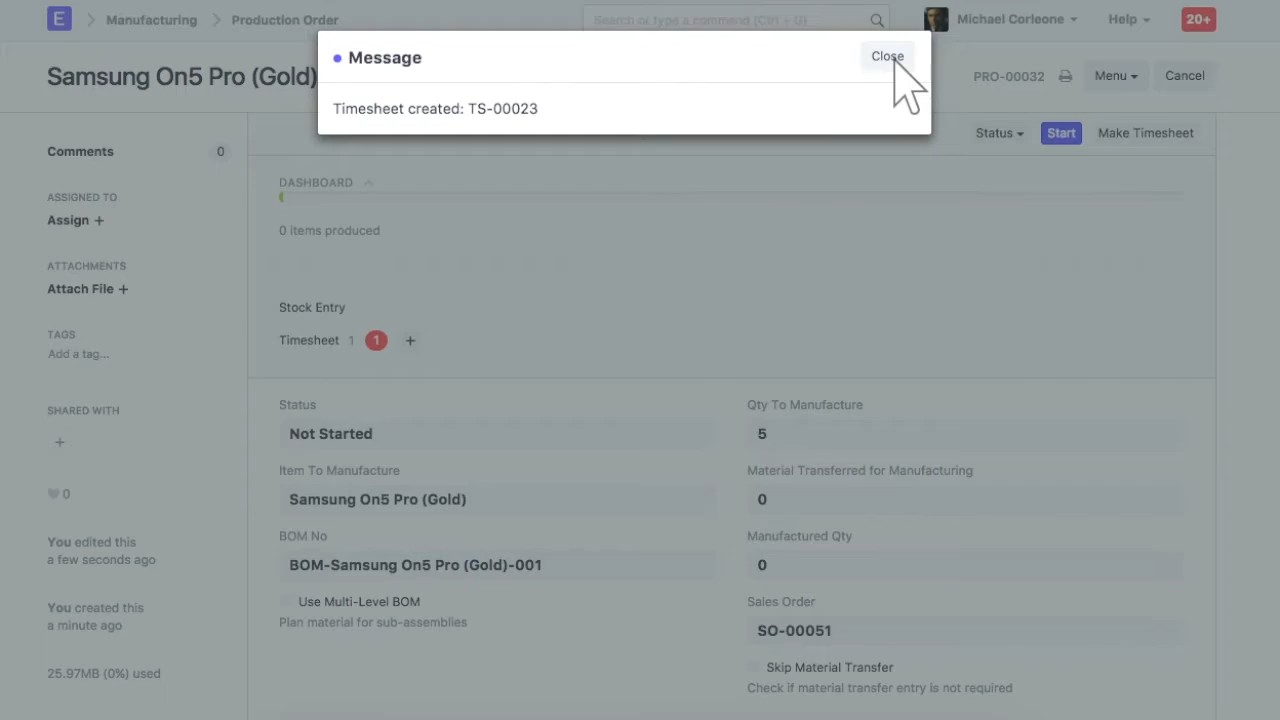 E
Manufacturing
Production Order
Search or type a command (Ctrl + G)
Michael Corleone
Help
20+
Message
Close
Timesheet created: TS-00023
Samsung On5 Pro (Gold)
PRO-00032
Menu
Cancel
Comments 0
Status
Start
Make Timesheet
ASSIGNED TO
Assign +
ATTACHMENTS
Attach File +
TAGS
Add a tag...
SHARED WITH
+
0
You edited this
a few seconds ago
You created this
a minute ago
25.97MB (0%) used
DASHBOARD
0 items produced
Stock Entry
Timesheet 1 1 +
Status
Not Started
Item To Manufacture
Samsung On5 Pro (Gold)
BOM No
BOM-Samsung On5 Pro (Gold)-001
Use Multi-Level BOM
Plan material for sub-assemblies
Qty To Manufacture
5
Material Transferred for Manufacturing
0
Manufactured Qty
0
Sales Order
SO-00051
Skip Material Transfer
Check if material transfer entry is not required